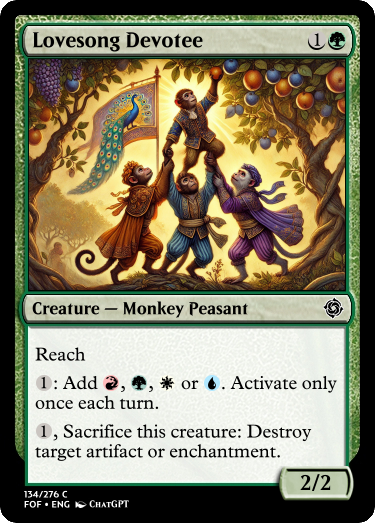 Lovesong Devotee 1
Creature — Monkey Peasant
Reach
1: Add , , or . Activate only
once each turn.
1, Sacrifice this creature: Destroy
target artifact or enchantment.
2/2
134/276 C
FOF • ENG ChatGPT